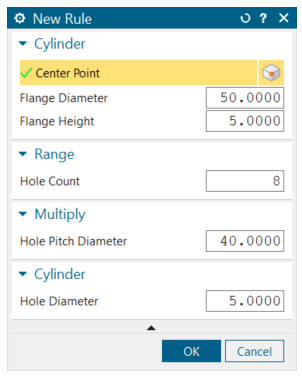 New Rule
Cylinder
Center Point
Flange Diameter 50.0000
Flange Height 5.0000
Range
Hole Count 8
Multiply
Hole Pitch Diameter 40.0000
Cylinder
Hole Diameter 5.0000
OK Cancel